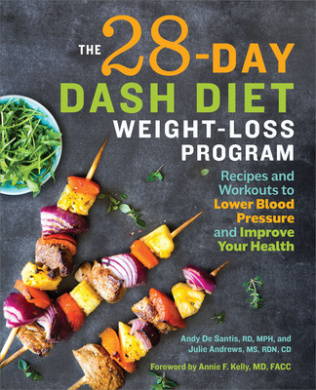 THE 28-DAY
DASH DIET
WEIGHT-LOSS
PROGRAM
Recipes and
Workouts to
Lower Blood
Pressure
and Improve
Your Health
Andy De Santis, RD, MPH, and
Julie Andrews, MS, RDN, CD
Foreword by Annie F. Kelly, MD, FACC